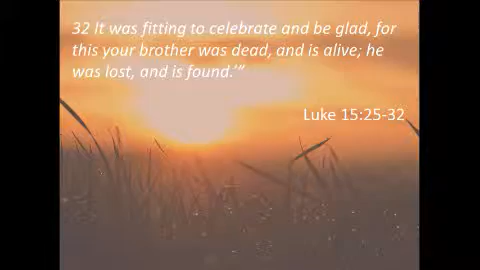 32 It was fitting to celebrate and be glad, for
this your brother was dead, and is alive; he
was lost, and is found.'"
Luke 15:25-32